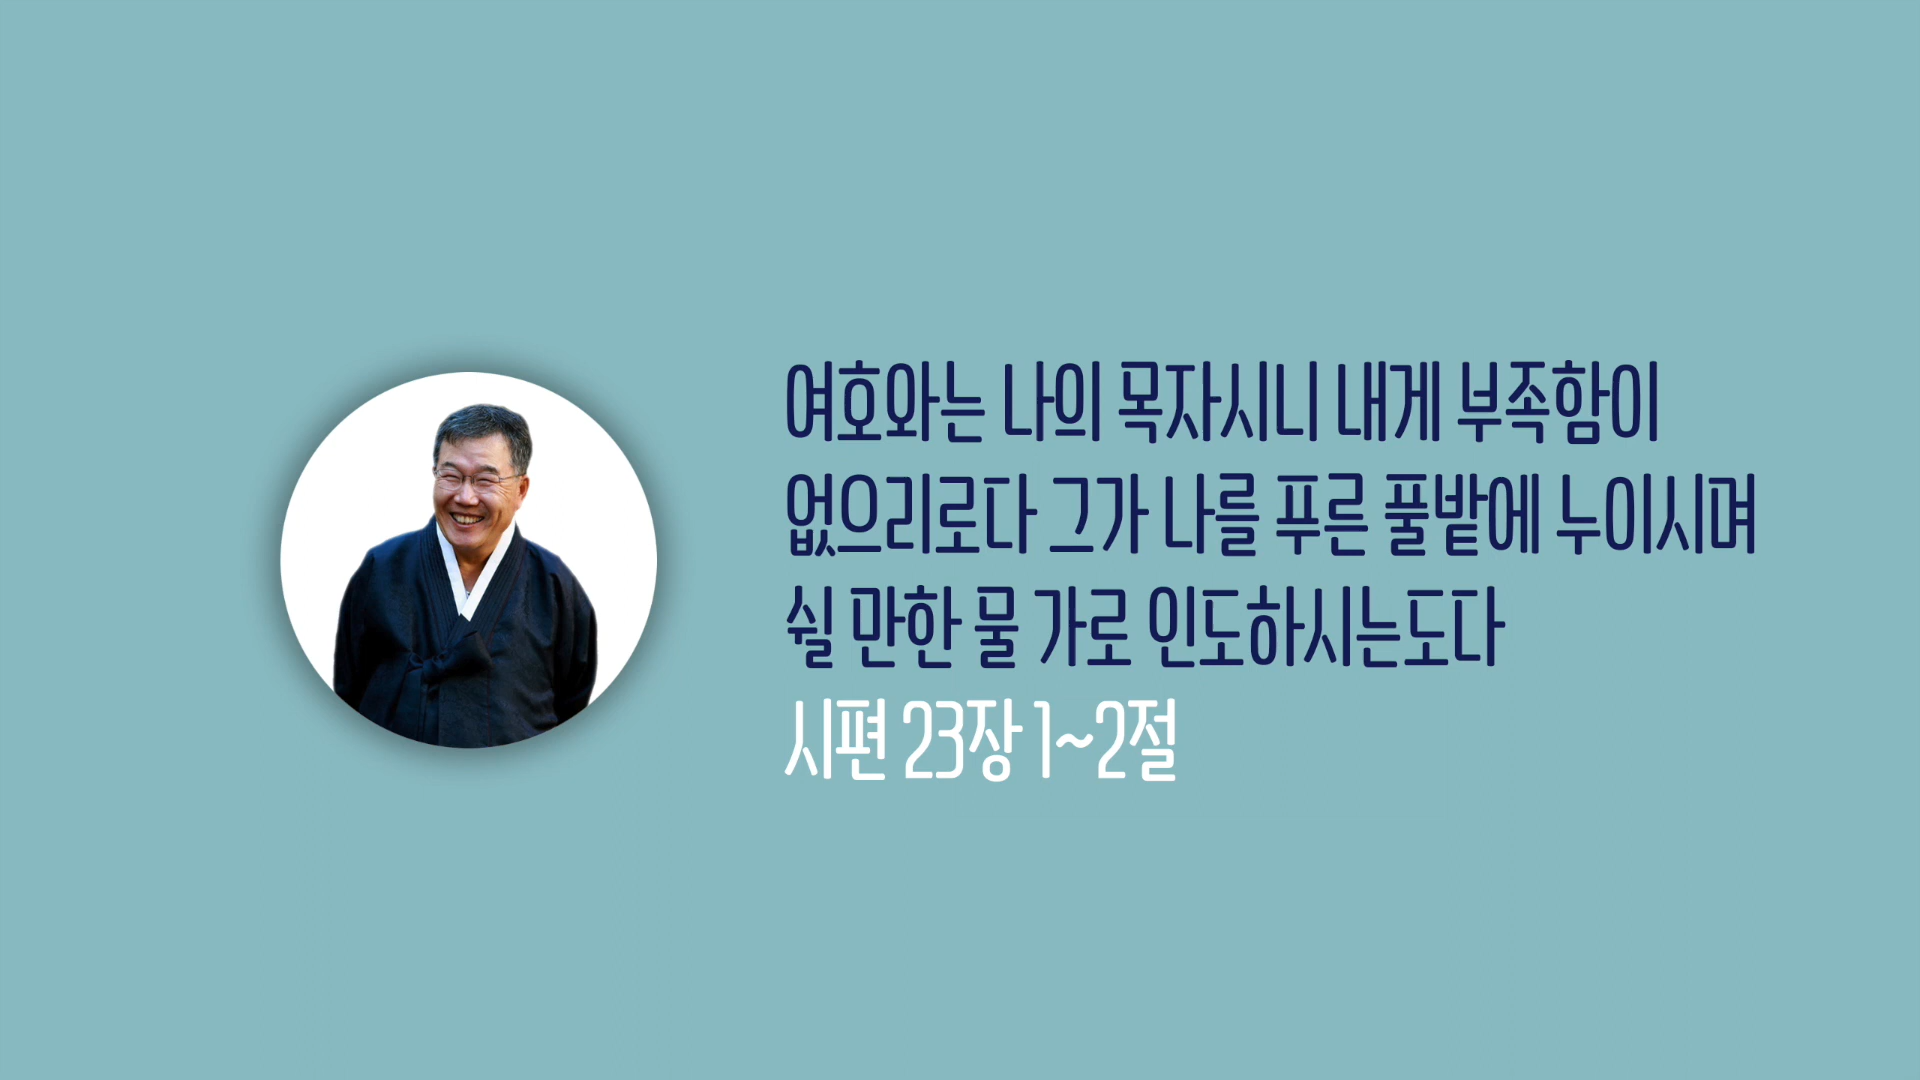 여호와는 나의 목자시니 내게 부족함이
없으리로다 그가 나를 푸른 풀밭에 누이시며
쉴 만한 물 가로 인도하시는도다
시편 23장 1~2절